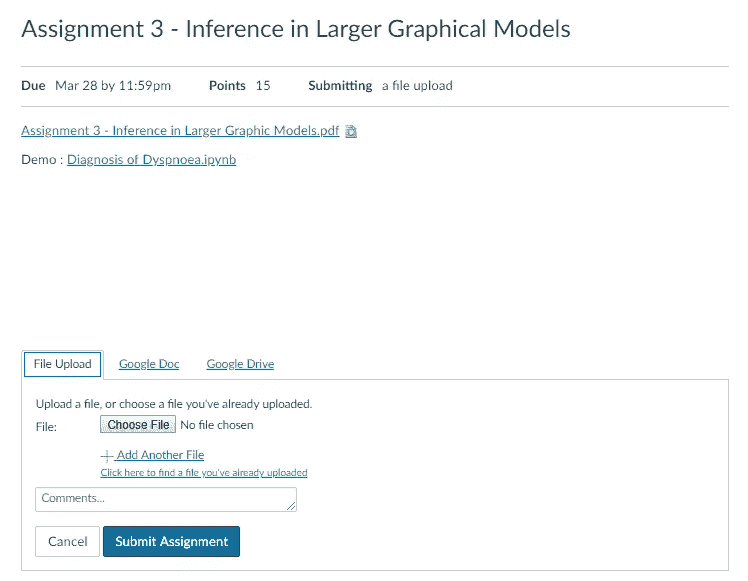 Assignment 3 - Inference in Larger Graphical Models
Due Mar 28 by 11:59pm Points 15 Submitting a file upload
Assignment 3 - Inference in Larger Graphic Models.pdf
Demo : Diagnosis of Dyspnoea.ipynb
File Upload Google Doc Google Drive
Upload a file, or choose a file you've already uploaded.
File: Choose File No file chosen
Add Another File
Click here to find a file you've already uploaded
Comments...
Cancel Submit Assignment